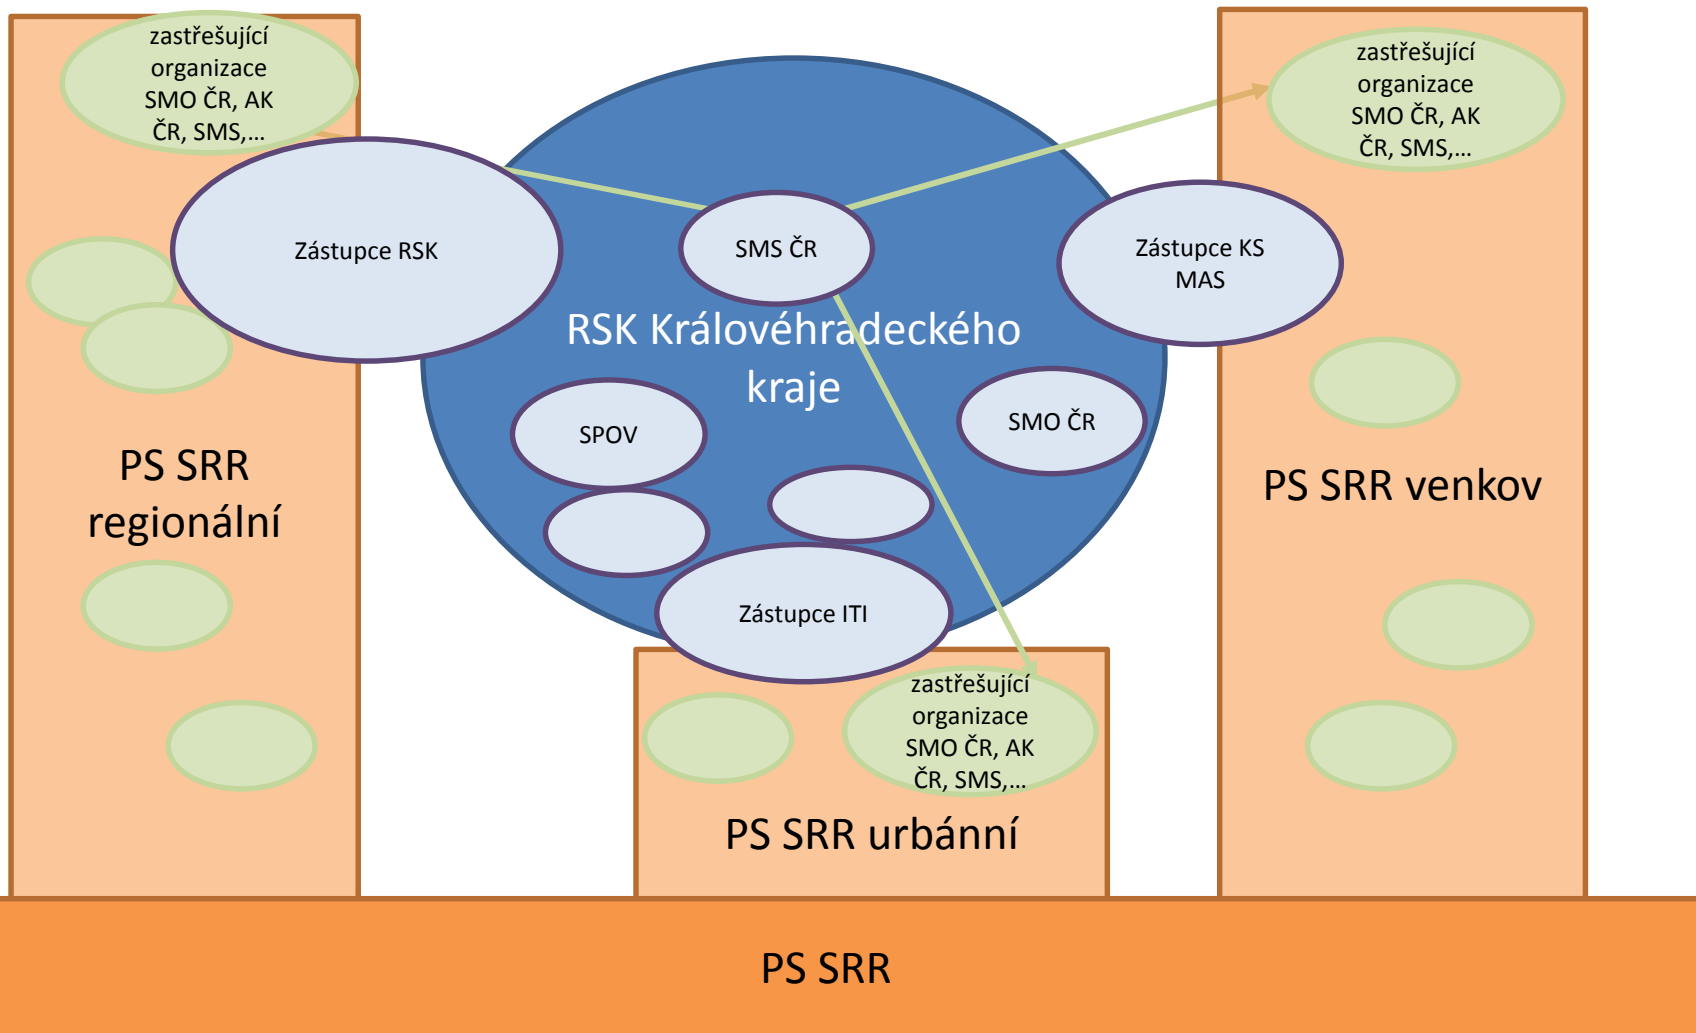 zastřešující
organizace
SMO ČR, AK
ČR, SMS,...
zastřešující
organizace
SMO ČR, AK
ČR, SMS,...
Zástupce RSK
SMS ČR
Zástupce KS
MAS
RSK Královéhradeckého
kraje
SPOV
SMO ČR
PS SRR
regionální
PS SRR venkov
Zástupce ITI
zastřešující
organizace
SMO ČR, AK
ČR, SMS,...
PS SRR urbánní
PS SRR